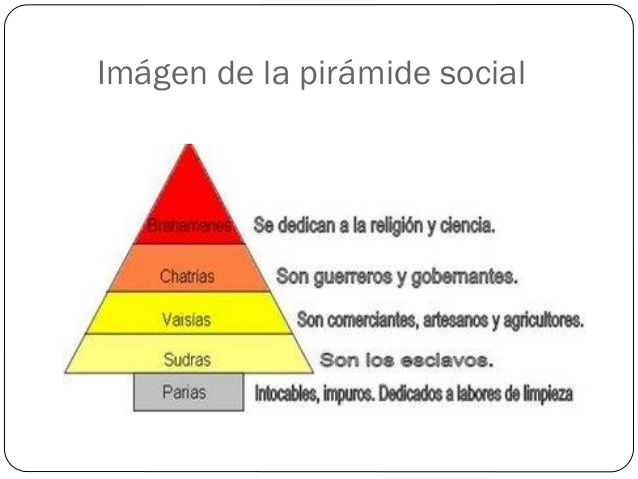 Imágen de la pirámide social
Brahamanes Se dedican a la religión y ciencia.
Chatrías Son guerreros y gobernantes.
Vaisías Son comerciantes, artesanos y agricultores.
Sudras Son los esclavos.
Parias Intocables, impuros. Dedicados a labores de limpieza